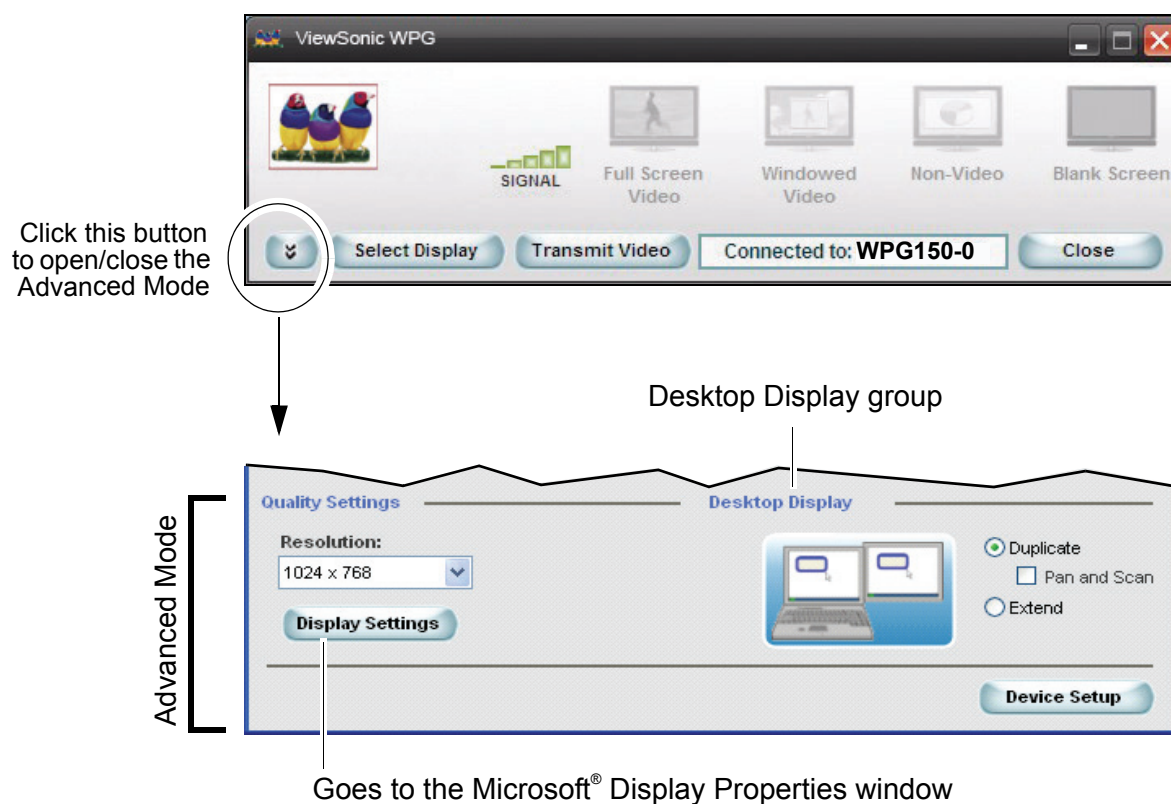 ViewSonic WPG
SIGNAL
Full Screen
Video
Windowed
Video
Non-Video
Blank Screen
Click this button
to open/close the
Advanced Mode
Select Display
Transmit Video
Connected to: WPG150-0
Close
Desktop Display group
Advanced Mode
Quality Settings
Desktop Display
Resolution:
1024 x 768
Display Settings
Duplicate
Pan and Scan
Extend
Device Setup
Goes to the Microsoft® Display Properties window